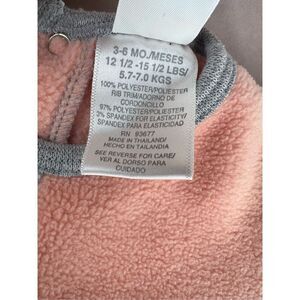 3-6 MO./MESES
12 1/2 -15 1/2 LBS/
5.7-7.0 KGS
100% POLYESTER/POLIESTER
RIB TRIM/ADORNO DE
CORDONCILLO
97% POLYESTER/POLIESTER
3% SPANDEX FOR ELASTICITY/
SPANDEX PARA ELASTICIDAD
RN 93677
MADE IN THAILAND/
HECHO EN TAILANDIA
SEE REVERSE FOR CARE/
VER AL DORSO PARA EL
CUIDADO